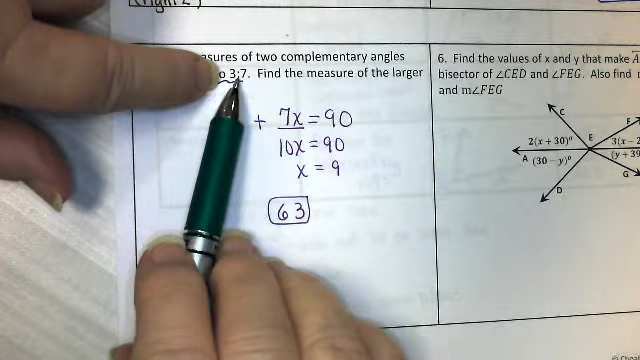 asures of two complementary angles
o 3:7. Find the measure of the larger
+ 7x = 90
10x = 90
x = 9
63
6. Find the values of x and y that make A
bisector of ∠CED and ∠FEG. Also find
and m∠FEG
C
E
F
2(x + 30)°
3(x − 2
A
(30 − y)°
(y + 39
G
D